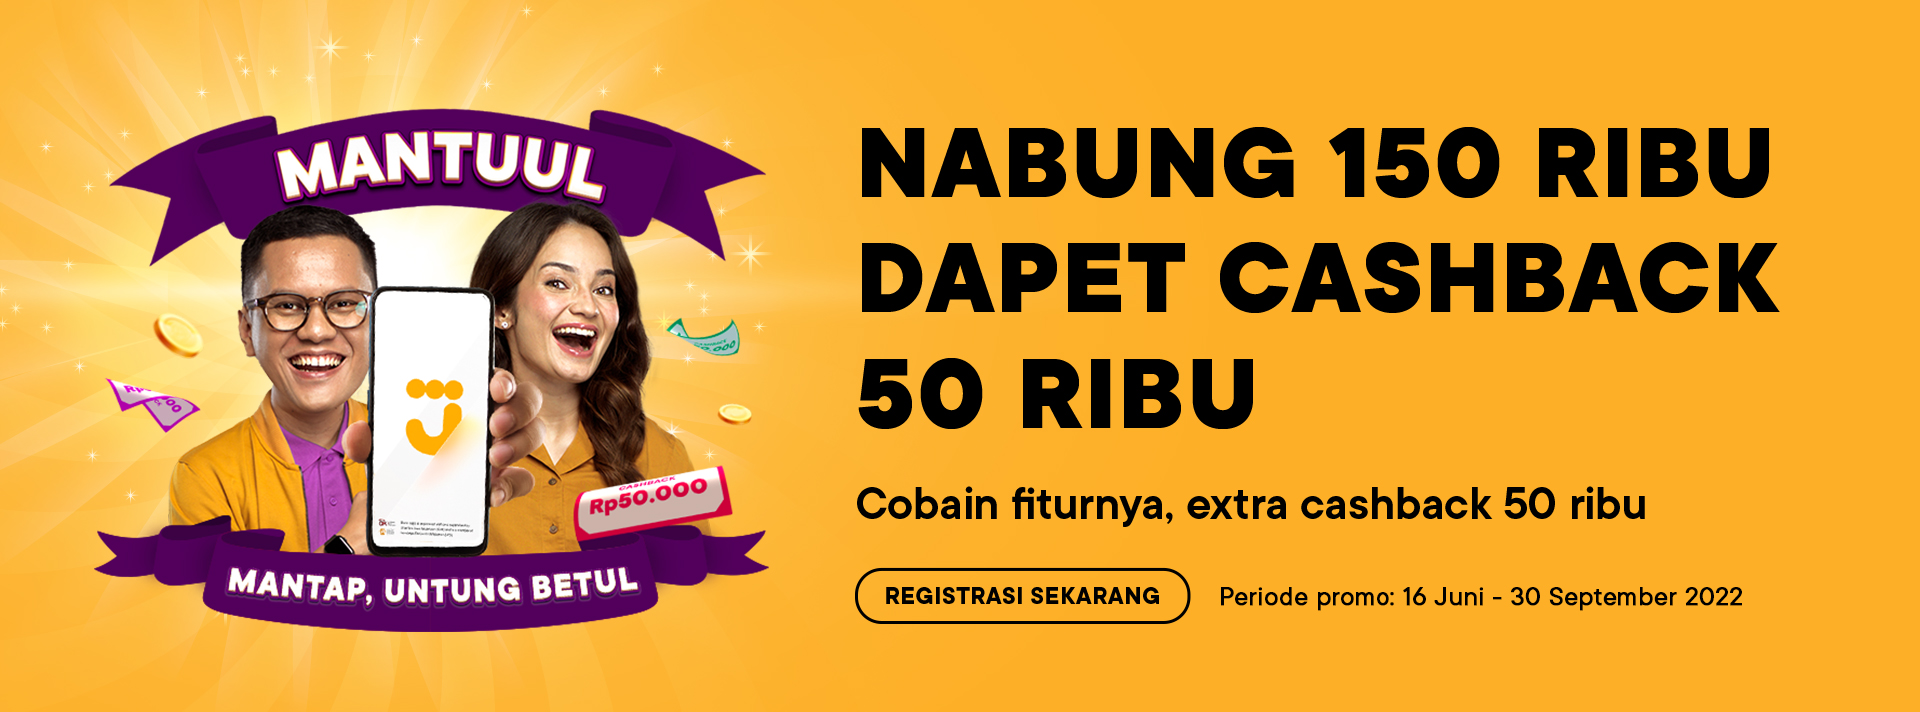 MANTUUL
CASHBACK
Rp50.000
MANTAP, UNTUNG BETUL
NABUNG 150 RIBU
DAPET CASHBACK
50 RIBU
Cobain fiturnya, extra cashback 50 ribu
REGISTRASI SEKARANG
Periode promo: 16 Juni - 30 September 2022